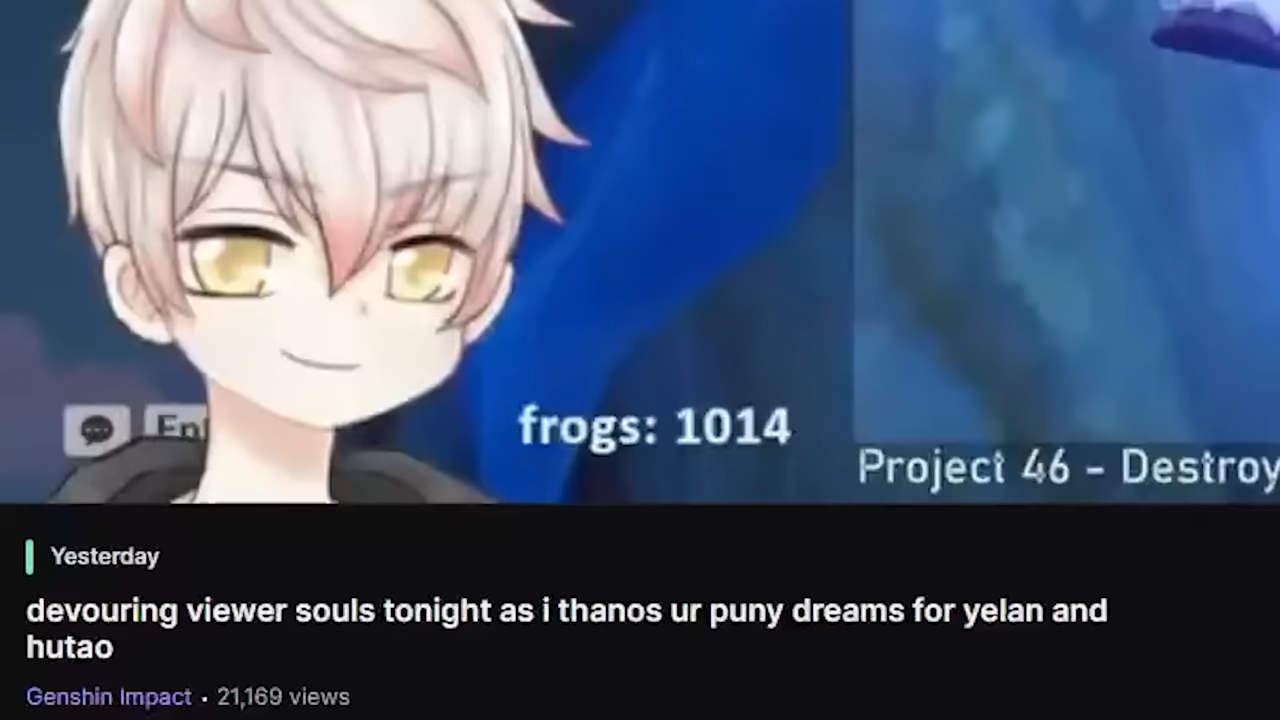 Ent
frogs: 1014
Project 46 - Destroy
Yesterday
devouring viewer souls tonight as i thanos ur puny dreams for yelan and
hutao
Genshin Impact • 21,169 views